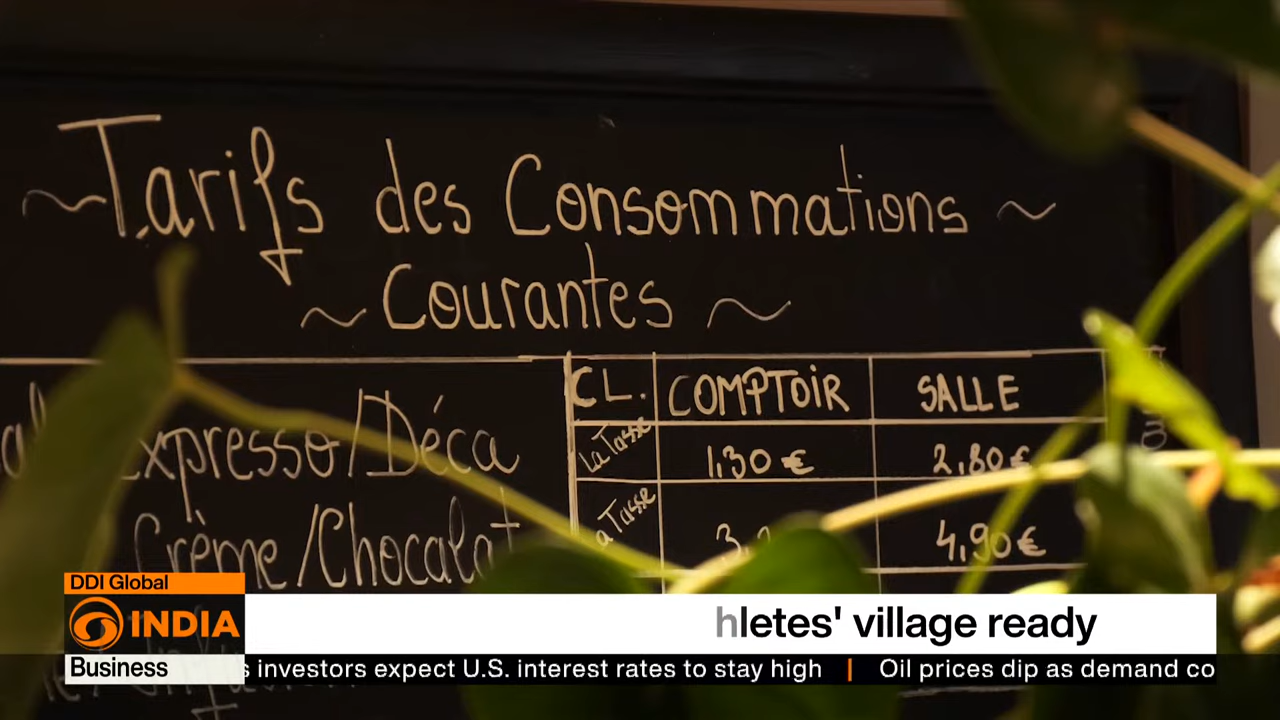 ~ Tarifs des Consommations ~
~ Courantes ~
CL. COMPTOIR SALLE
Expresso/Déca La Tasse 1,30 € 2,80 €
Crème/Chocolat La Tasse 4,90 €
DDI Global
INDIA
hletes' village ready
Business
s investors expect U.S. interest rates to stay high | Oil prices dip as demand co